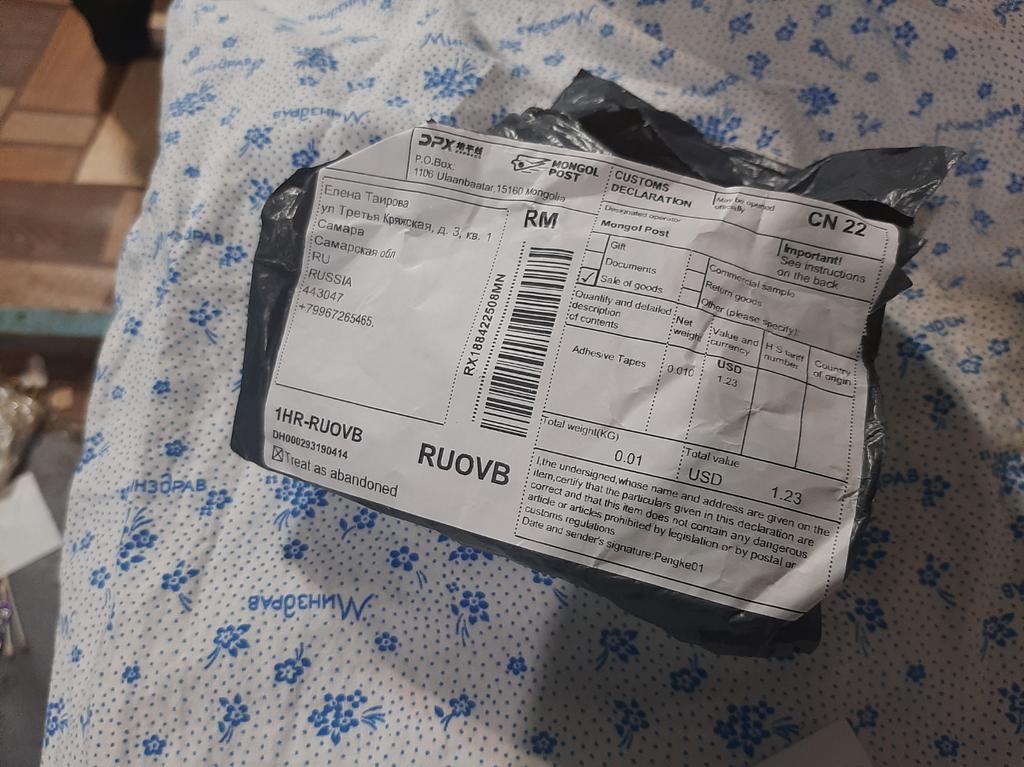 DPX
MONGOL
POST
P.O.Box:
1106 Ulaanbaatar,15160 Mongolia
Елена Таирова
ул Третья Кряжская, д. 3, кв. 1
Самара
Самарская обл
RU
RUSSIA
443047
+79967265465,
RM
RX188422508MN
1HR-RUOVB
DH000293190414
Treat as abandoned
RUOVB
CUSTOMS
DECLARATION
May be opened
officially
CN 22
Designated operator
Mongol Post
Important!
See instructions
on the back
Gift
Documents
Sale of goods
Commercial sample
Return goods
Other (please specify):
Quantity and detailed
description
of contents
Net
weight
Value and
currency
H S tariff
number
Country
of origin
Adhesive Tapes
0.010
USD
1.23
Total weight(KG)
0.01
Total value
USD 1.23
I,the undersigned,whose name and address are given on the
item,certify that the particulars given in this declaration are
correct and that this item does not contain any dangerous
article or articles prohibited by legislation or by postal or
customs regulations
Date and sender's signature:Pengke01
Минздрав
Минздрав
Минздрав
Минздрав